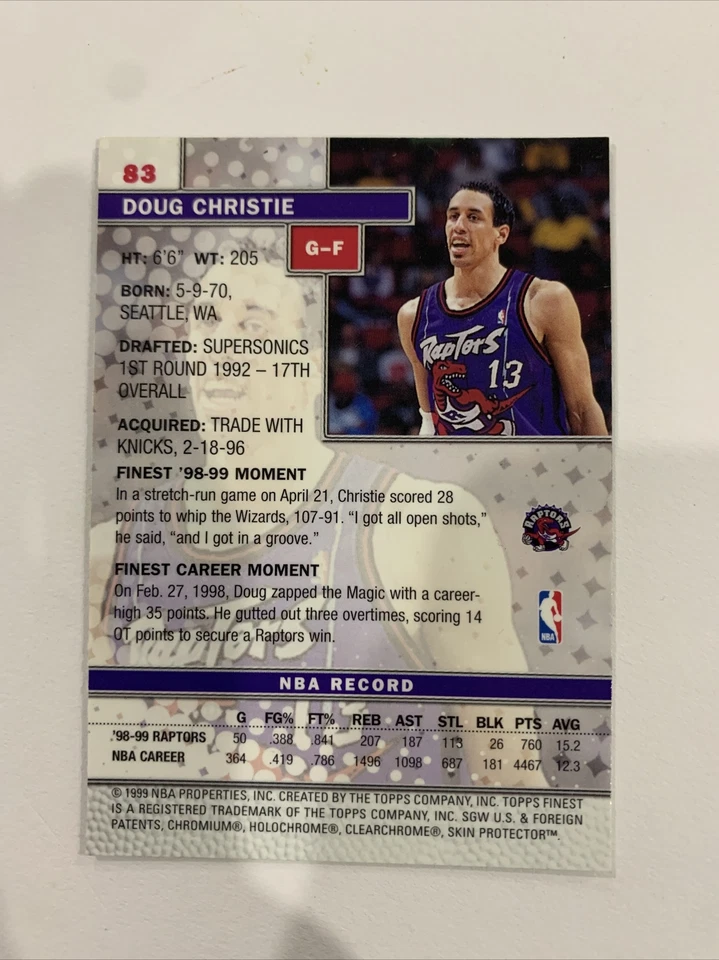 83
DOUG CHRISTIE
G–F
HT: 6'6" WT: 205
BORN: 5-9-70,
SEATTLE, WA
DRAFTED: SUPERSONICS
1ST ROUND 1992 – 17TH
OVERALL
ACQUIRED: TRADE WITH
KNICKS, 2-18-96
RAPTORS
13
FINEST '98-99 MOMENT
In a stretch-run game on April 21, Christie scored 28
points to whip the Wizards, 107-91. “I got all open shots,”
he said, “and I got in a groove.”
RAPTORS
FINEST CAREER MOMENT
On Feb. 27, 1998, Doug zapped the Magic with a career-
high 35 points. He gutted out three overtimes, scoring 14
OT points to secure a Raptors win.
NBA
NBA RECORD
G FG% FT% REB AST STL BLK PTS AVG
'98-99 RAPTORS 50 .388 .841 207 187 113 26 760 15.2
NBA CAREER 364 .419 .786 1496 1098 687 181 4467 12.3
© 1999 NBA PROPERTIES, INC. CREATED BY THE TOPPS COMPANY, INC. TOPPS FINEST
IS A REGISTERED TRADEMARK OF THE TOPPS COMPANY, INC. SGW U.S. & FOREIGN
PATENTS, CHROMIUM®, HOLOCHROME®, CLEARCHROME®, SKIN PROTECTOR™.